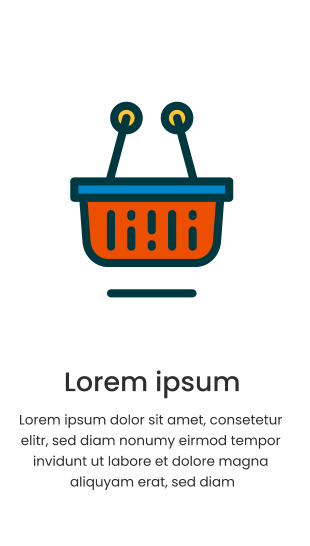 Lorem ipsum
Lorem ipsum dolor sit amet, consetetur
elitr, sed diam nonumy eirmod tempor
invidunt ut labore et dolore magna
aliquyam erat, sed diam